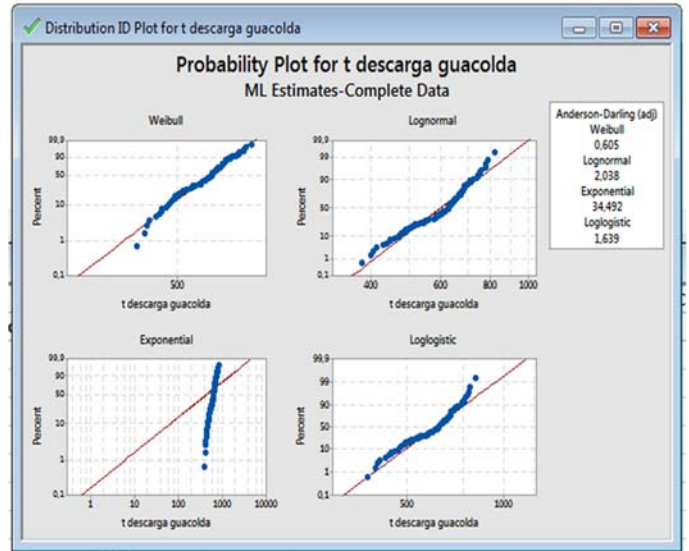 Distribution ID Plot for t descarga guacolda
Probability Plot for t descarga guacolda
ML Estimates-Complete Data
Weibull
99,9
90
50
10
1
0,1
Percent
500
t descarga guacolda
Lognormal
99,9
99
90
50
10
1
0,1
Percent
400
600
800
1000
t descarga guacolda
Anderson-Darling (adj)
Weibull
0,605
Lognormal
2,038
Exponential
34,492
Loglogistic
1,639
Exponential
99,9
90
50
10
1
0,1
Percent
1
10
100
1000
10000
t descarga guacolda
Loglogistic
99,9
99
90
50
10
1
0,1
Percent
500
1000
t descarga guacolda